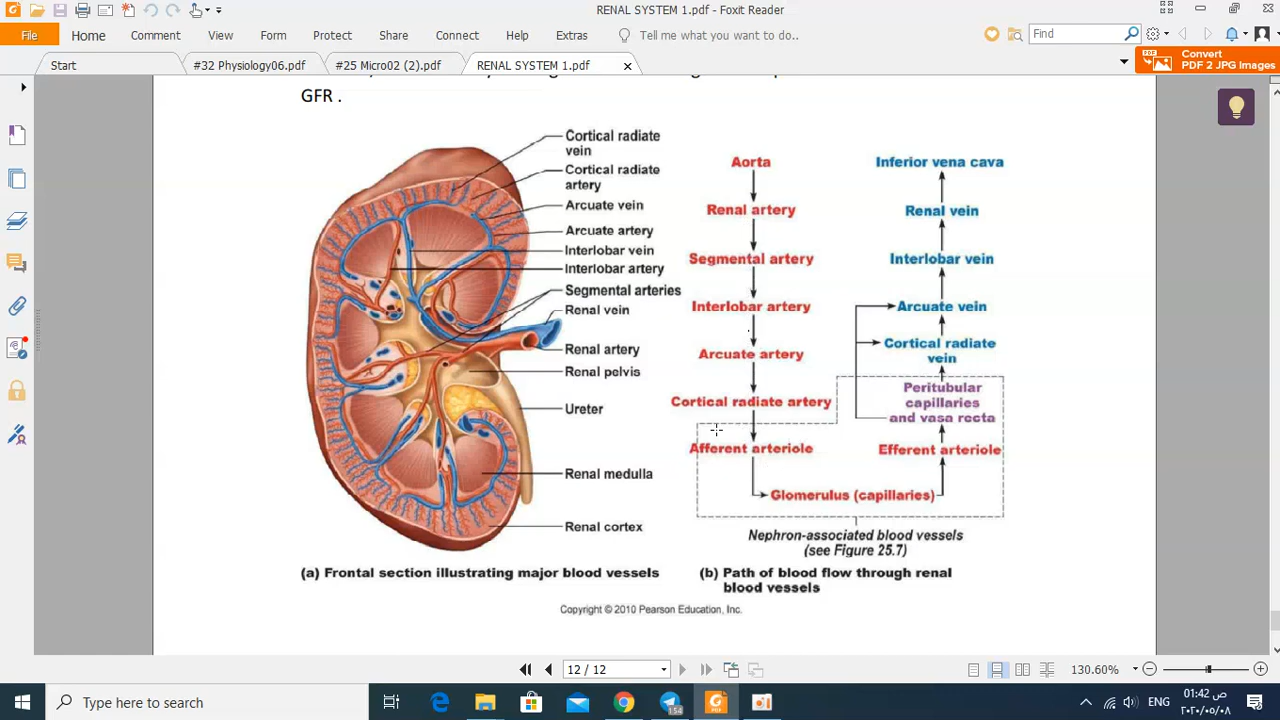 RENAL SYSTEM 1.pdf - Foxit Reader
File Home Comment View Form Protect Share Connect Help Extras Tell me what you want to do.. Find
Start #32 Physiology06.pdf #25 Micro02 (2).pdf RENAL SYSTEM 1.pdf
Convert
PDF 2 JPG Images
GFR .
Cortical radiate
vein
Cortical radiate
artery
Arcuate vein
Arcuate artery
Interlobar vein
Interlobar artery
Segmental arteries
Renal vein
Renal artery
Renal pelvis
Ureter
Renal medulla
Renal cortex
(a) Frontal section illustrating major blood vessels
Aorta
Renal artery
Segmental artery
Interlobar artery
Arcuate artery
Cortical radiate artery
Afferent arteriole
Glomerulus (capillaries)
Efferent arteriole
Peritubular
capillaries
and vasa recta
Cortical radiate
vein
Arcuate vein
Interlobar vein
Renal vein
Inferior vena cava
Nephron-associated blood vessels
(see Figure 25.7)
(b) Path of blood flow through renal
blood vessels
Copyright © 2010 Pearson Education, Inc.
12 / 12
130.60%
Type here to search
154
ENG
01:42 ص
٢٠٢٠/٠٥/٠٨